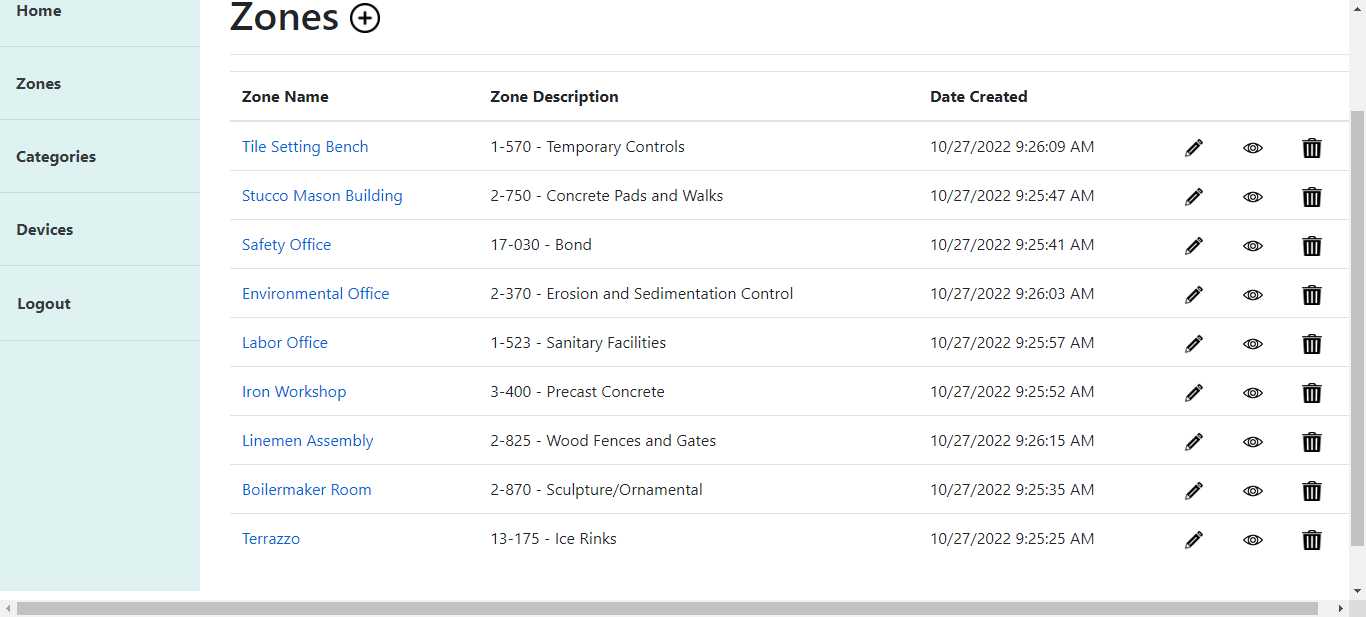 Home
Zones
Categories
Devices
Logout
Zones
Zone Name Zone Description Date Created
Tile Setting Bench 1-570 - Temporary Controls 10/27/2022 9:26:09 AM
Stucco Mason Building 2-750 - Concrete Pads and Walks 10/27/2022 9:25:47 AM
Safety Office 17-030 - Bond 10/27/2022 9:25:41 AM
Environmental Office 2-370 - Erosion and Sedimentation Control 10/27/2022 9:26:03 AM
Labor Office 1-523 - Sanitary Facilities 10/27/2022 9:25:57 AM
Iron Workshop 3-400 - Precast Concrete 10/27/2022 9:25:52 AM
Linemen Assembly 2-825 - Wood Fences and Gates 10/27/2022 9:26:15 AM
Boilermaker Room 2-870 - Sculpture/Ornamental 10/27/2022 9:25:35 AM
Terrazzo 13-175 - Ice Rinks 10/27/2022 9:25:25 AM